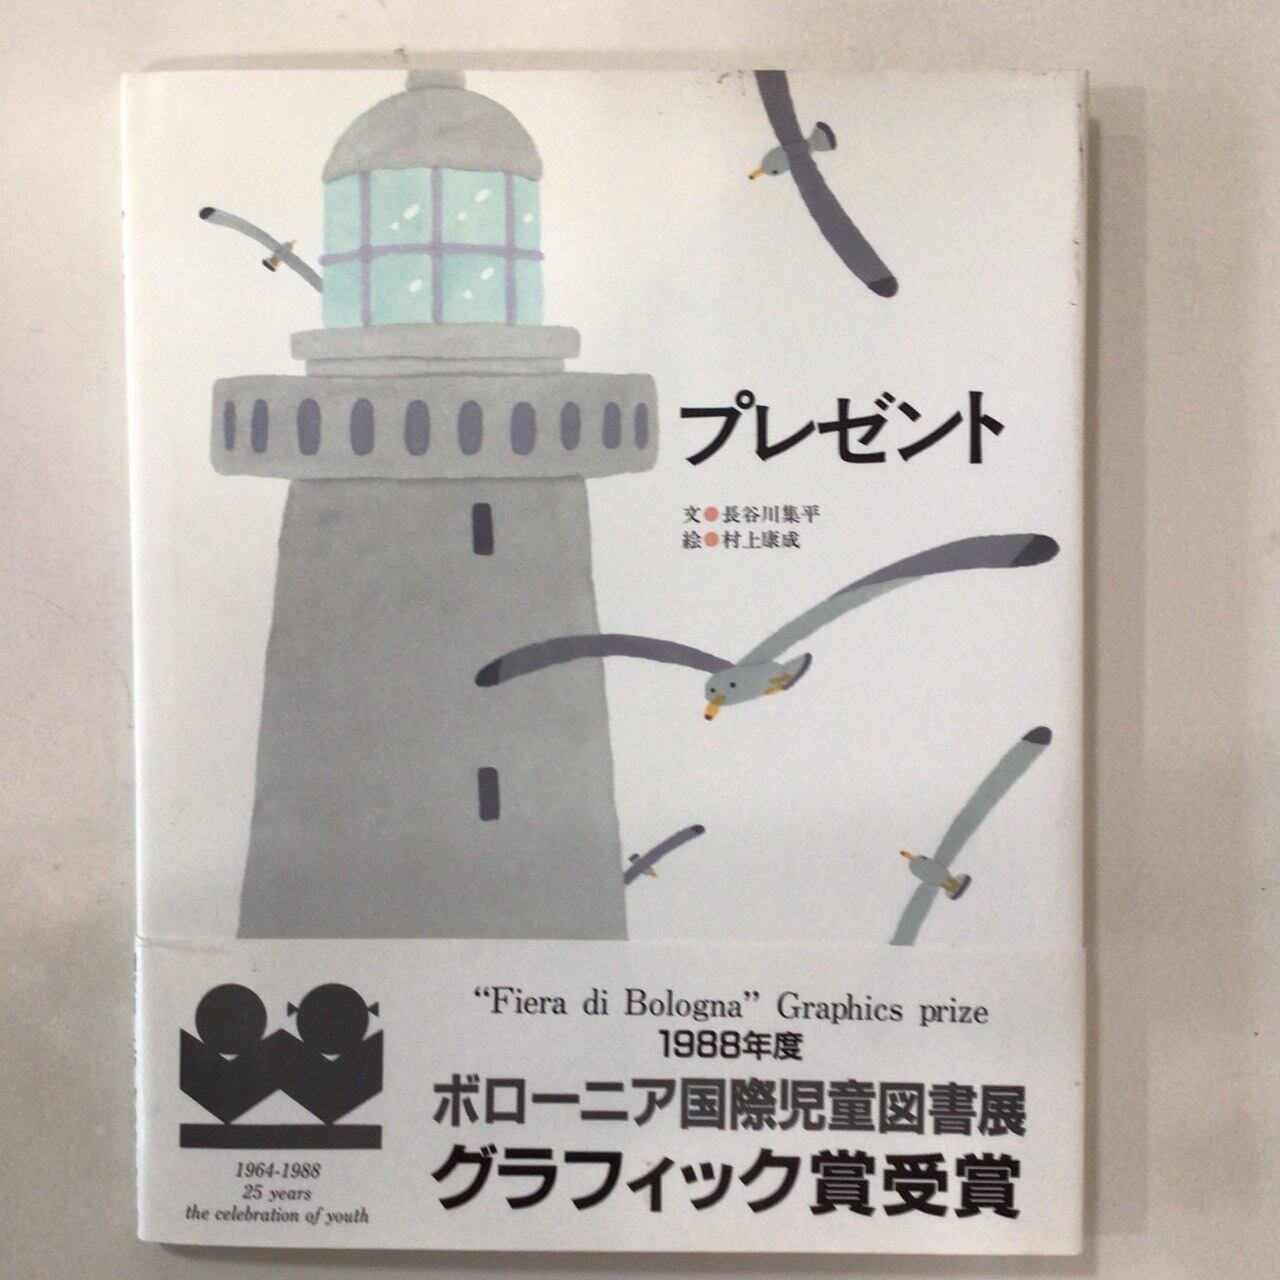 プレゼント
文●長谷川集平
絵●村上康成
“Fiera di Bologna” Graphics prize
1988年度
ボローニア国際児童図書展
グラフィック賞受賞
1964-1988
25 years
the celebration of youth